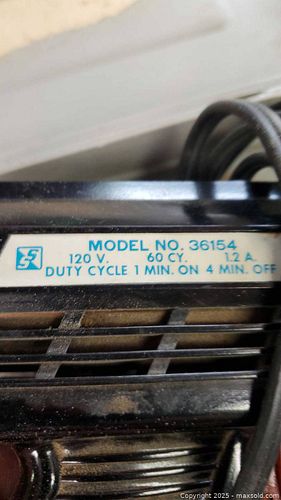 MODEL NO. 36154
120 V. 60 CY. 1.2 A.
DUTY CYCLE 1 MIN. ON 4 MIN. OFF
Copyright 2025 - maxsold.com